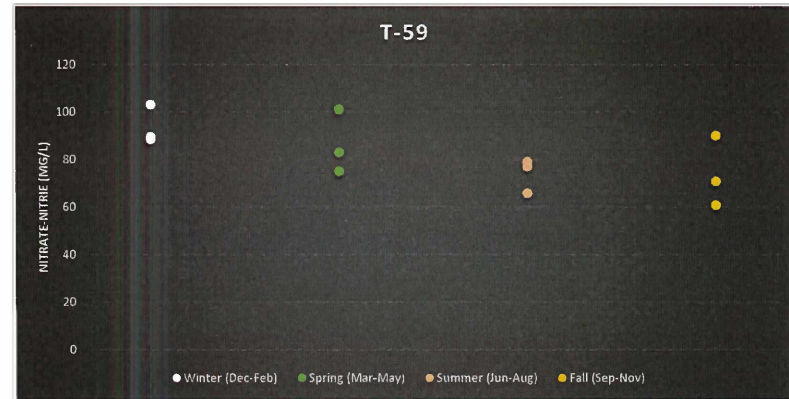 T-59
120
100
80
60
40
20
0
NITRATE-NITRIE (MG/L)
Winter (Dec-Feb) Spring (Mar-May) Summer (Jun-Aug) Fall (Sep-Nov)